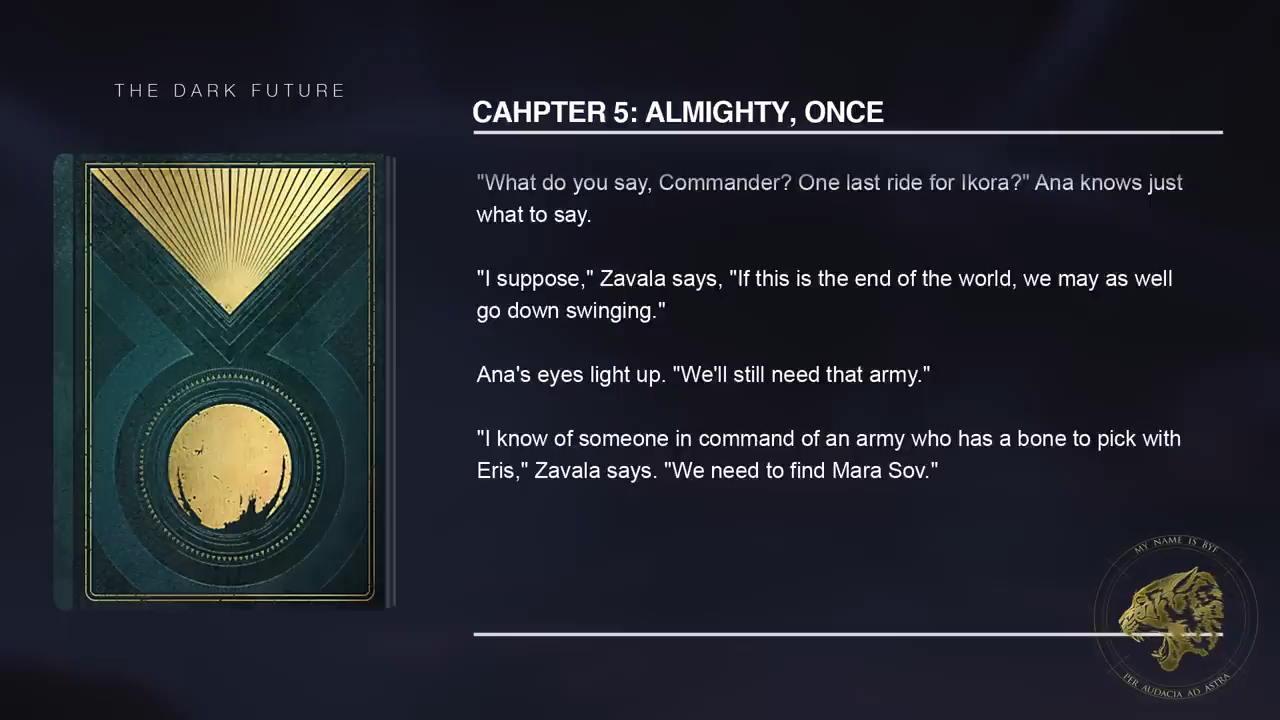 THE DARK FUTURE
CAHPTER 5: ALMIGHTY, ONCE
"What do you say, Commander? One last ride for Ikora?" Ana knows just
what to say.
"I suppose," Zavala says, "If this is the end of the world, we may as well
go down swinging."
Ana's eyes light up. "We'll still need that army."
"I know of someone in command of an army who has a bone to pick with
Eris," Zavala says. "We need to find Mara Sov."
MY NAME IS BYF
PER AUDACIA AD ASTRA